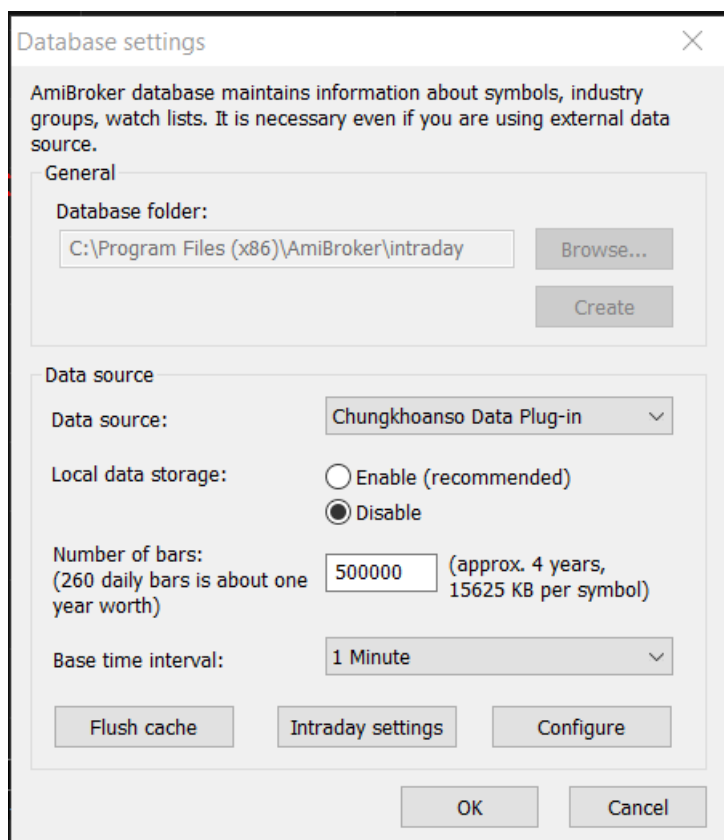 Database settings
AmiBroker database maintains information about symbols, industry
groups, watch lists. It is necessary even if you are using external data
source.
General
Database folder:
C:\Program Files (x86)\AmiBroker\intraday
Browse...
Create
Data source
Data source:
Chungkhoanso Data Plug-in
Local data storage:
Enable (recommended)
Disable
Number of bars:
(260 daily bars is about one
year worth)
500000
(approx. 4 years,
15625 KB per symbol)
Base time interval:
1 Minute
Flush cache
Intraday settings
Configure
OK
Cancel